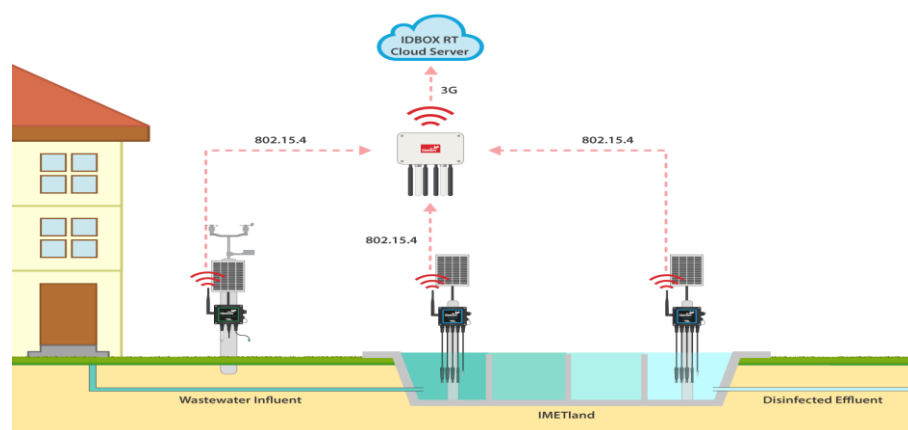 IDBOX RT
Cloud Server
3G
802.15.4
802.15.4
802.15.4
Wastewater Influent
IMETland
Disinfected Effluent